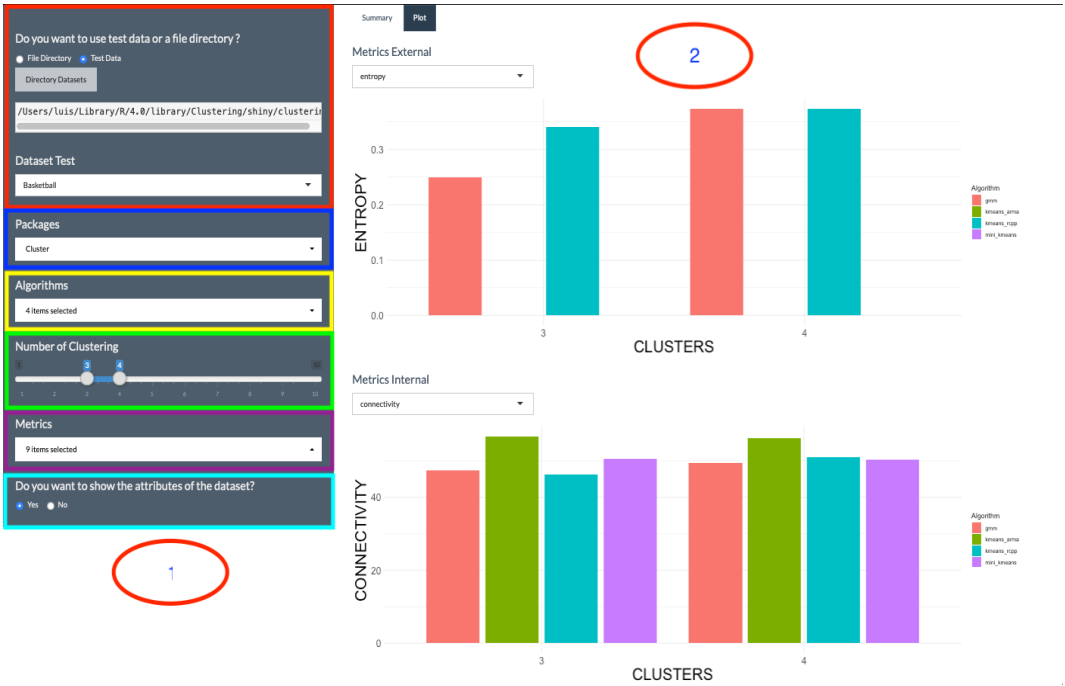 Do you want to use test data or a file directory ?
File Directory Test Data
Directory Datasets
/Users/luis/Library/R/4.0/library/Clustering/shiny/clusterin
Dataset Test
Basketball
Packages
Cluster
Algorithms
4 items selected
Number of Clustering
1 3 4 10
1 2 3 4 5 6 7 8 9 10
Metrics
9 items selected
Do you want to show the attributes of the dataset?
Yes No
1
Summary Plot
2
Metrics External
entropy
0.3
0.2
0.1
0.0
ENTROPY
3 4
CLUSTERS
Algorithm
gmm
kmeans_arma
kmeans_rcpp
mini_kmeans
Metrics Internal
connectivity
40
20
0
CONNECTIVITY
3 4
CLUSTERS
Algorithm
gmm
kmeans_arma
kmeans_rcpp
mini_kmeans